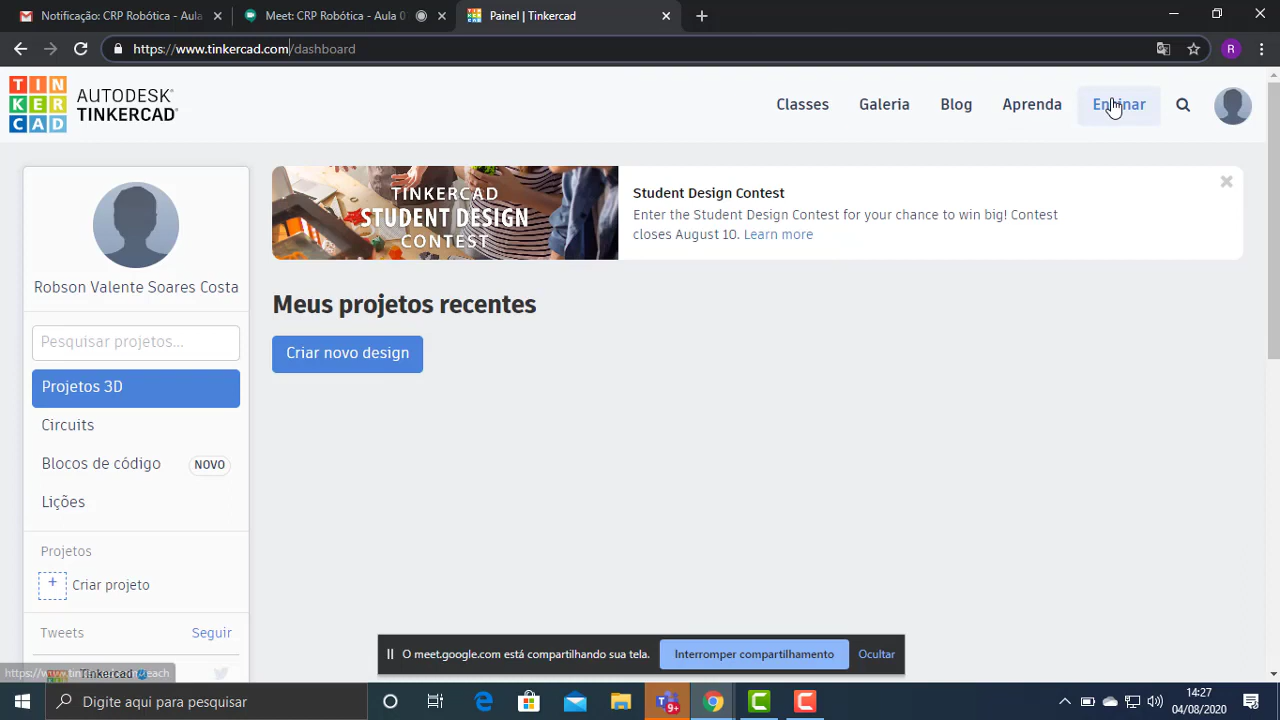 Notificação: CRP Robótica - Aula
Meet: CRP Robótica - Aula 0
Painel | Tinkercad
https://www.tinkercad.com/dashboard
R
TIN
KER
CAD
AUTODESK
TINKERCAD
Classes
Galeria
Blog
Aprenda
Ensinar
Robson Valente Soares Costa
Pesquisar projetos...
Projetos 3D
Circuits
Blocos de código
NOVO
Lições
Projetos
+ Criar projeto
Tweets
Seguir
Tinkercad
TINKERCAD
STUDENT DESIGN
CONTEST
Student Design Contest
Enter the Student Design Contest for your chance to win big! Contest
closes August 10. Learn more
Meus projetos recentes
Criar novo design
O meet.google.com está compartilhando sua tela.
Interromper compartilhamento
Ocultar
Digite aqui para pesquisar
9+
14:27
04/08/2020